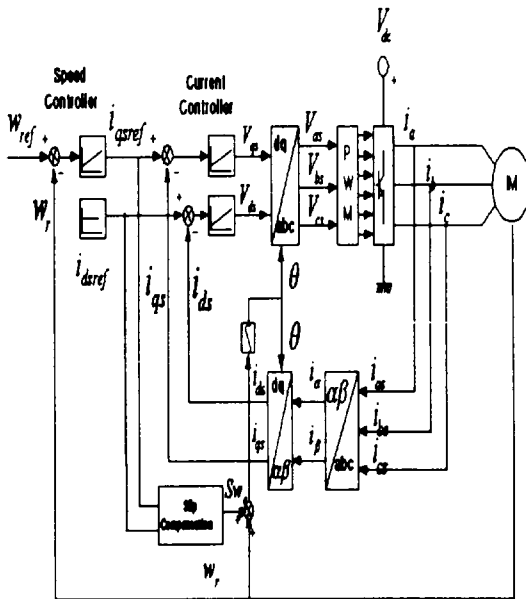 V_dc
+
Speed
Controller
Current
Controller
w_ref
+
-
i_qsref
+
-
V_qs
dq
abc
V_as
V_bs
V_cs
P
W
M
i_a
i_b
i_c
M
w_r
i_dsref
+
-
V_ds
i_qs
i_ds
θ
θ
i_ds
i_qs
dq
αβ
i_α
i_β
αβ
abc
i_as
i_bs
i_cs
Slip
Compensation
Sw
w_r